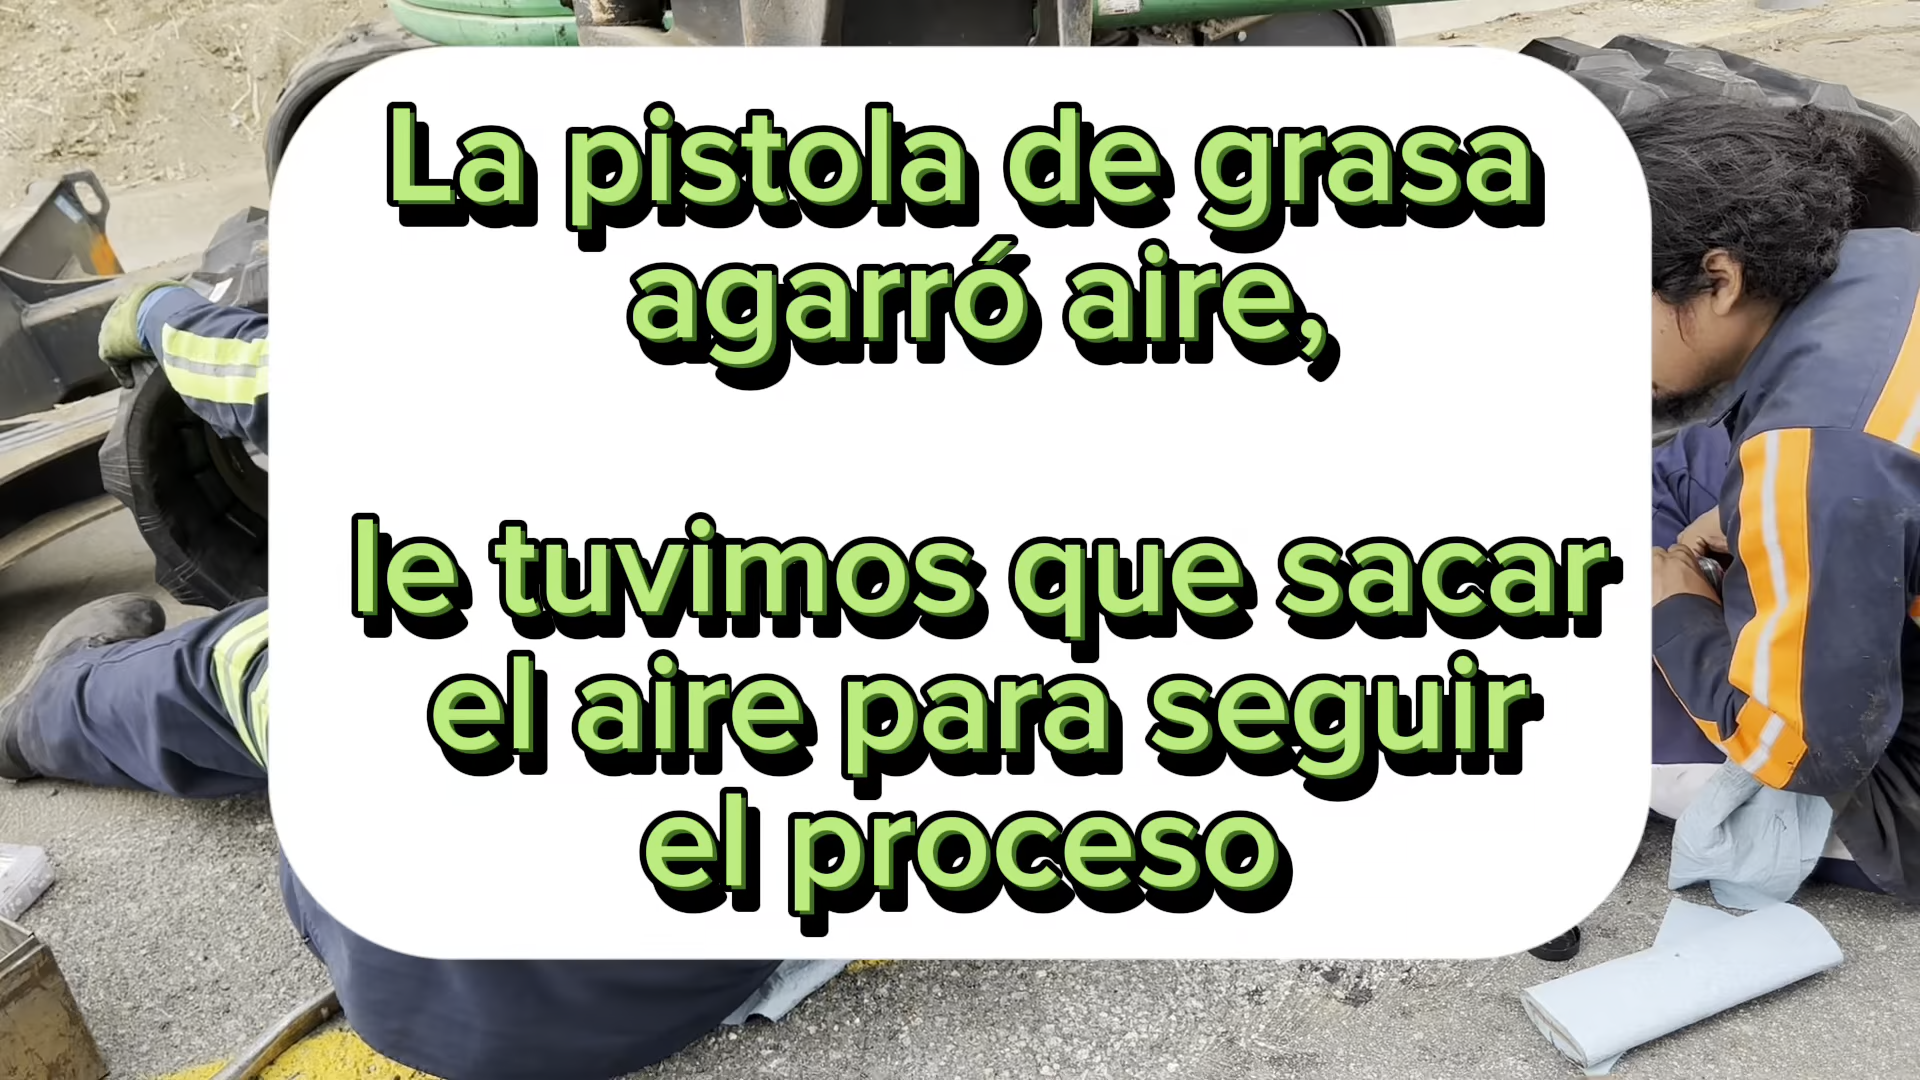 La pistola de grasa
agarró aire,
le tuvimos que sacar
el aire para seguir
el proceso